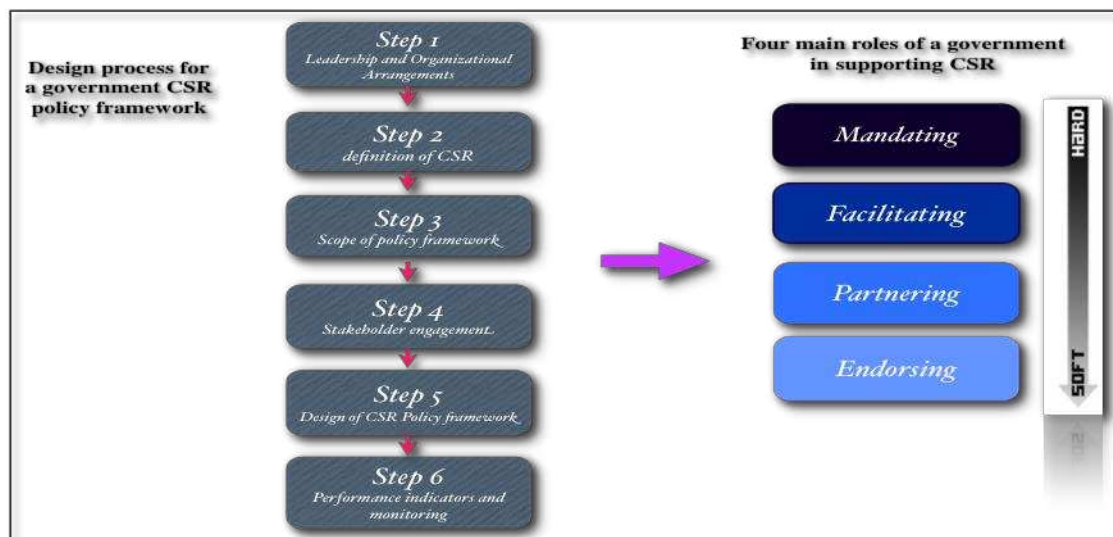 Design process for
a government CSR
policy framework
Step 1
Leadership and Organizational
Arrangements
Step 2
definition of CSR
Step 3
Scope of policy framework
Step 4
Stakeholder engagement.
Step 5
Design of CSR Policy framework
Step 6
Performance indicators and
monitoring
Four main roles of a government
in supporting CSR
Mandating
Facilitating
Partnering
Endorsing
HARD
SOFT